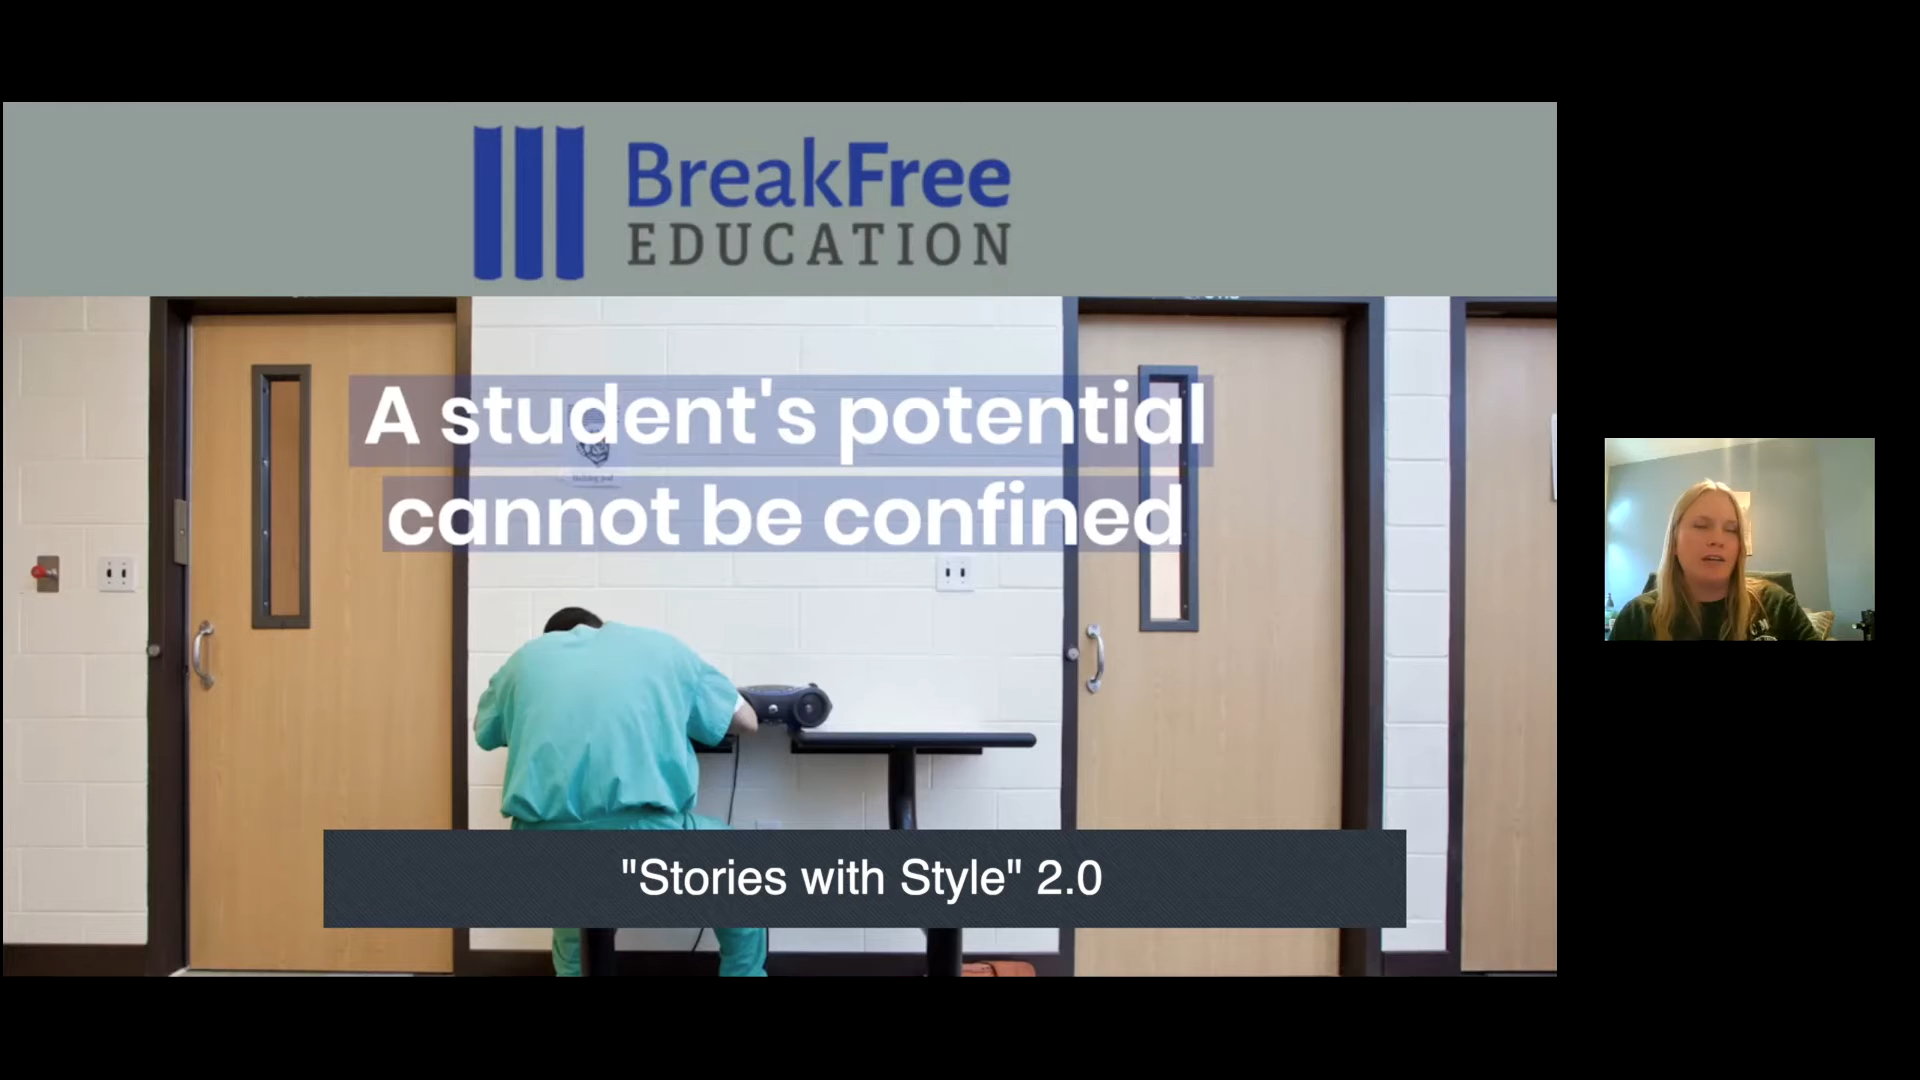 BreakFree
EDUCATION
A student's potential
cannot be confined
"Stories with Style" 2.0